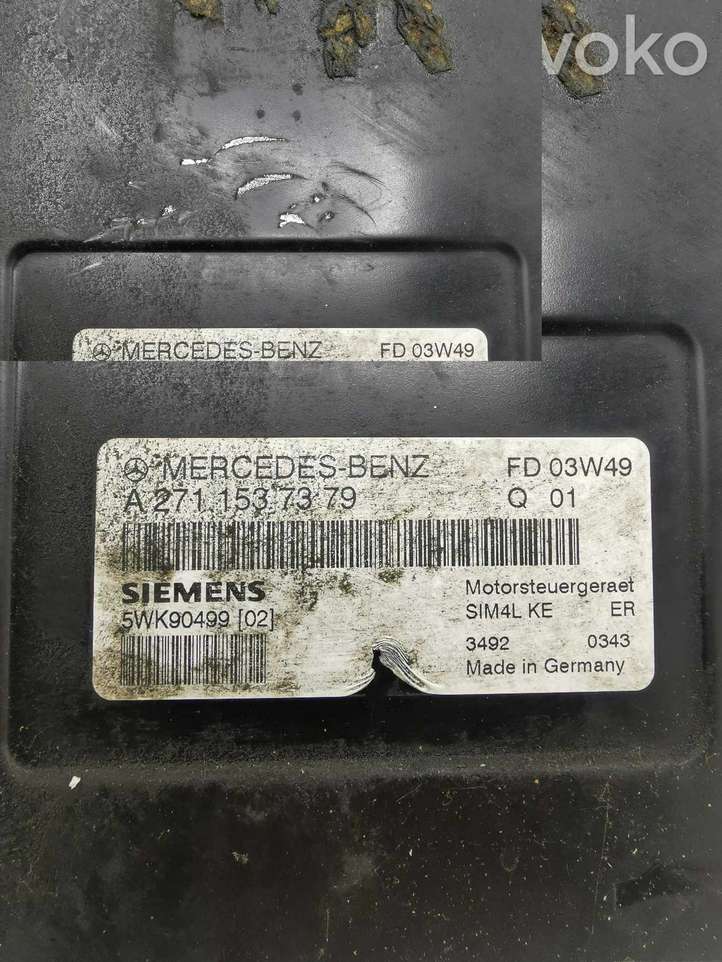 voko
MERCEDES-BENZ FD 03W49
MERCEDES-BENZ FD 03W49
A 271 153 73 79 Q 01
SIEMENS Motorsteuergeraet
5WK90499 [02] SIM4L KE ER
3492 0343
Made in Germany